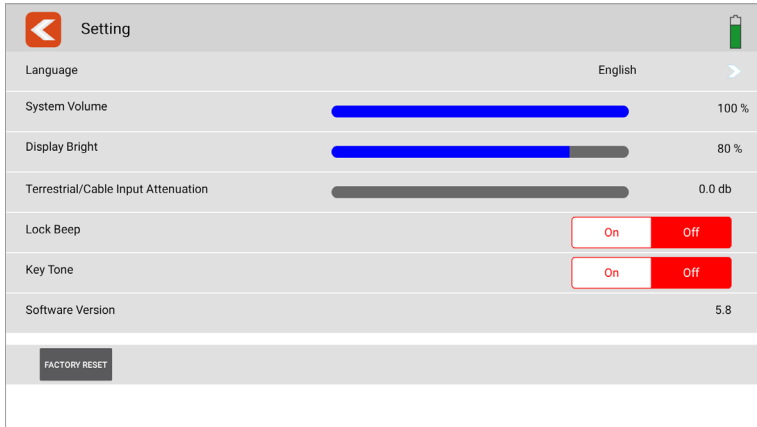 Setting
Language English
System Volume 100 %
Display Bright 80 %
Terrestrial/Cable Input Attenuation 0.0 db
Lock Beep On Off
Key Tone On Off
Software Version 5.8
FACTORY RESET